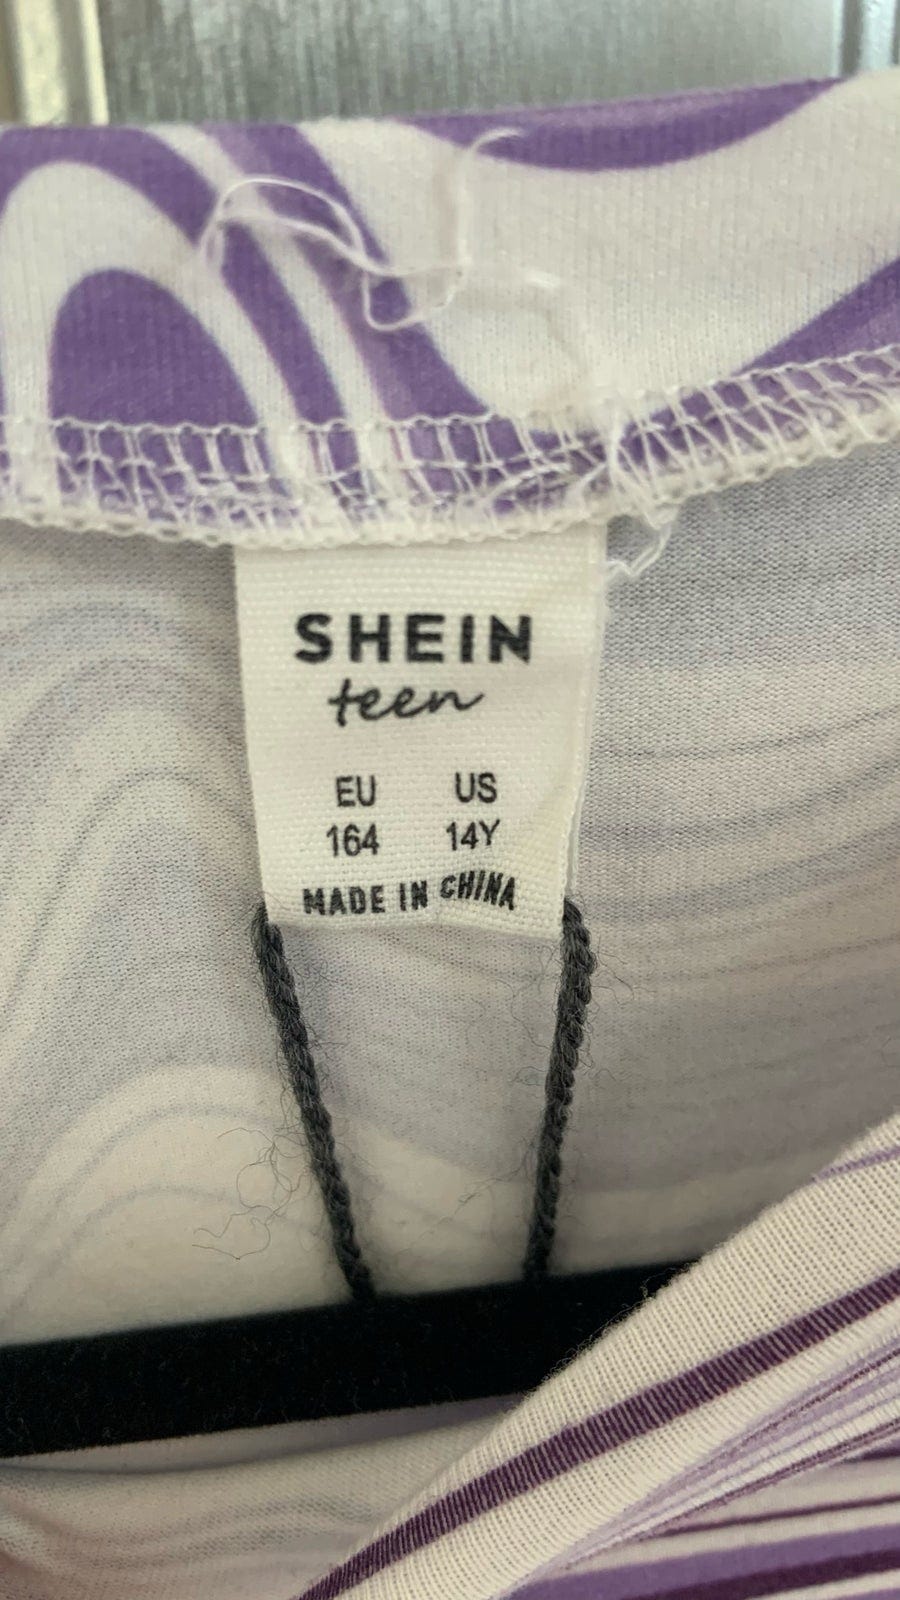 SHEIN
teen
EU US
164 14Y
MADE IN CHINA